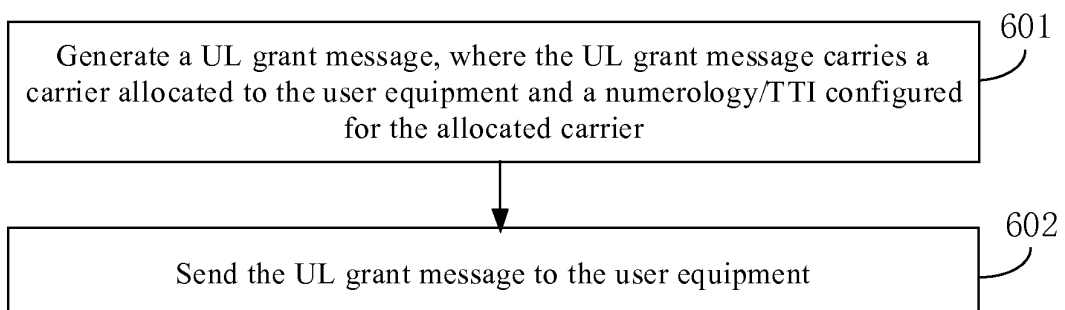 601
Generate a UL grant message, where the UL grant message carries a
carrier allocated to the user equipment and a numerology/TTI configured
for the allocated carrier
602
Send the UL grant message to the user equipment